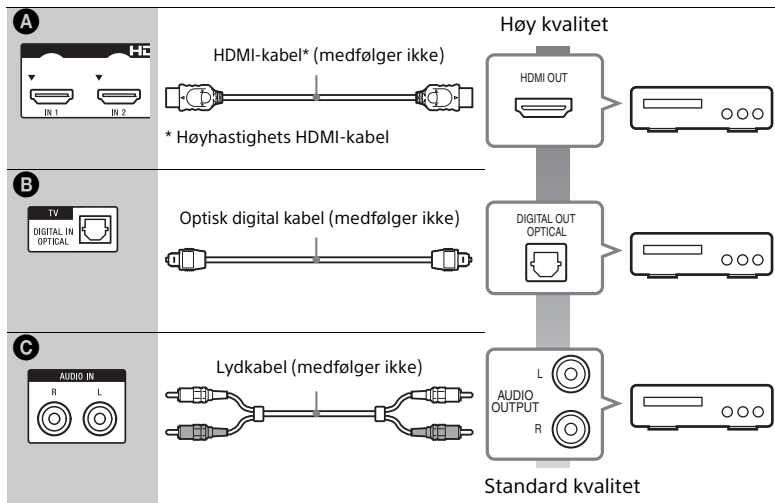 A
Høy kvalitet
HDMI-kabel* (medfølger ikke)
IN 1
IN 2
* Høyhastighets HDMI-kabel
HDMI OUT
B
TV
DIGITAL IN
OPTICAL
Optisk digital kabel (medfølger ikke)
DIGITAL OUT
OPTICAL
C
AUDIO IN
R L
Lydkabel (medfølger ikke)
L
AUDIO
OUTPUT
R
Standard kvalitet